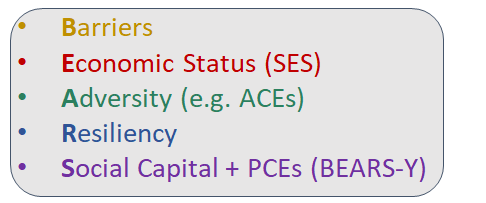 • Barriers
• Economic Status (SES)
• Adversity (e.g. ACEs)
• Resiliency
• Social Capital + PCEs (BEARS-Y)